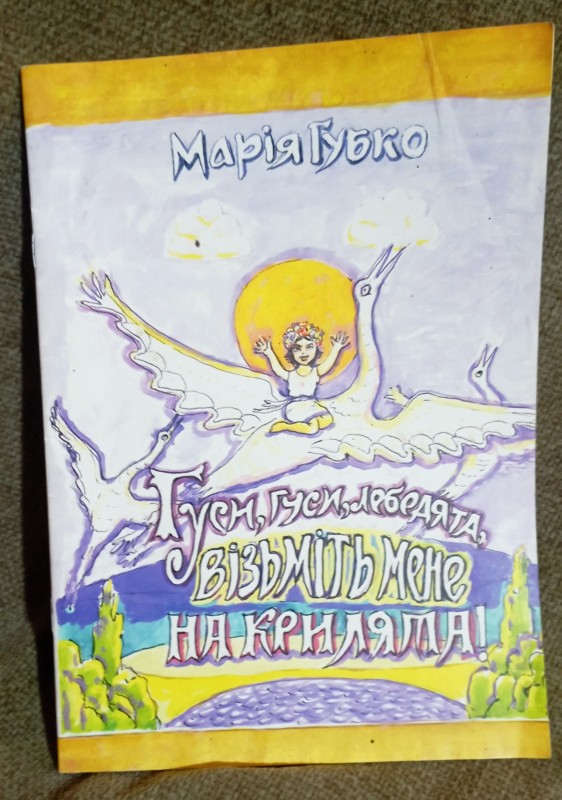 Марія Губко
Гуси, гуси, лебедята,
візьміть мене
на крилята!